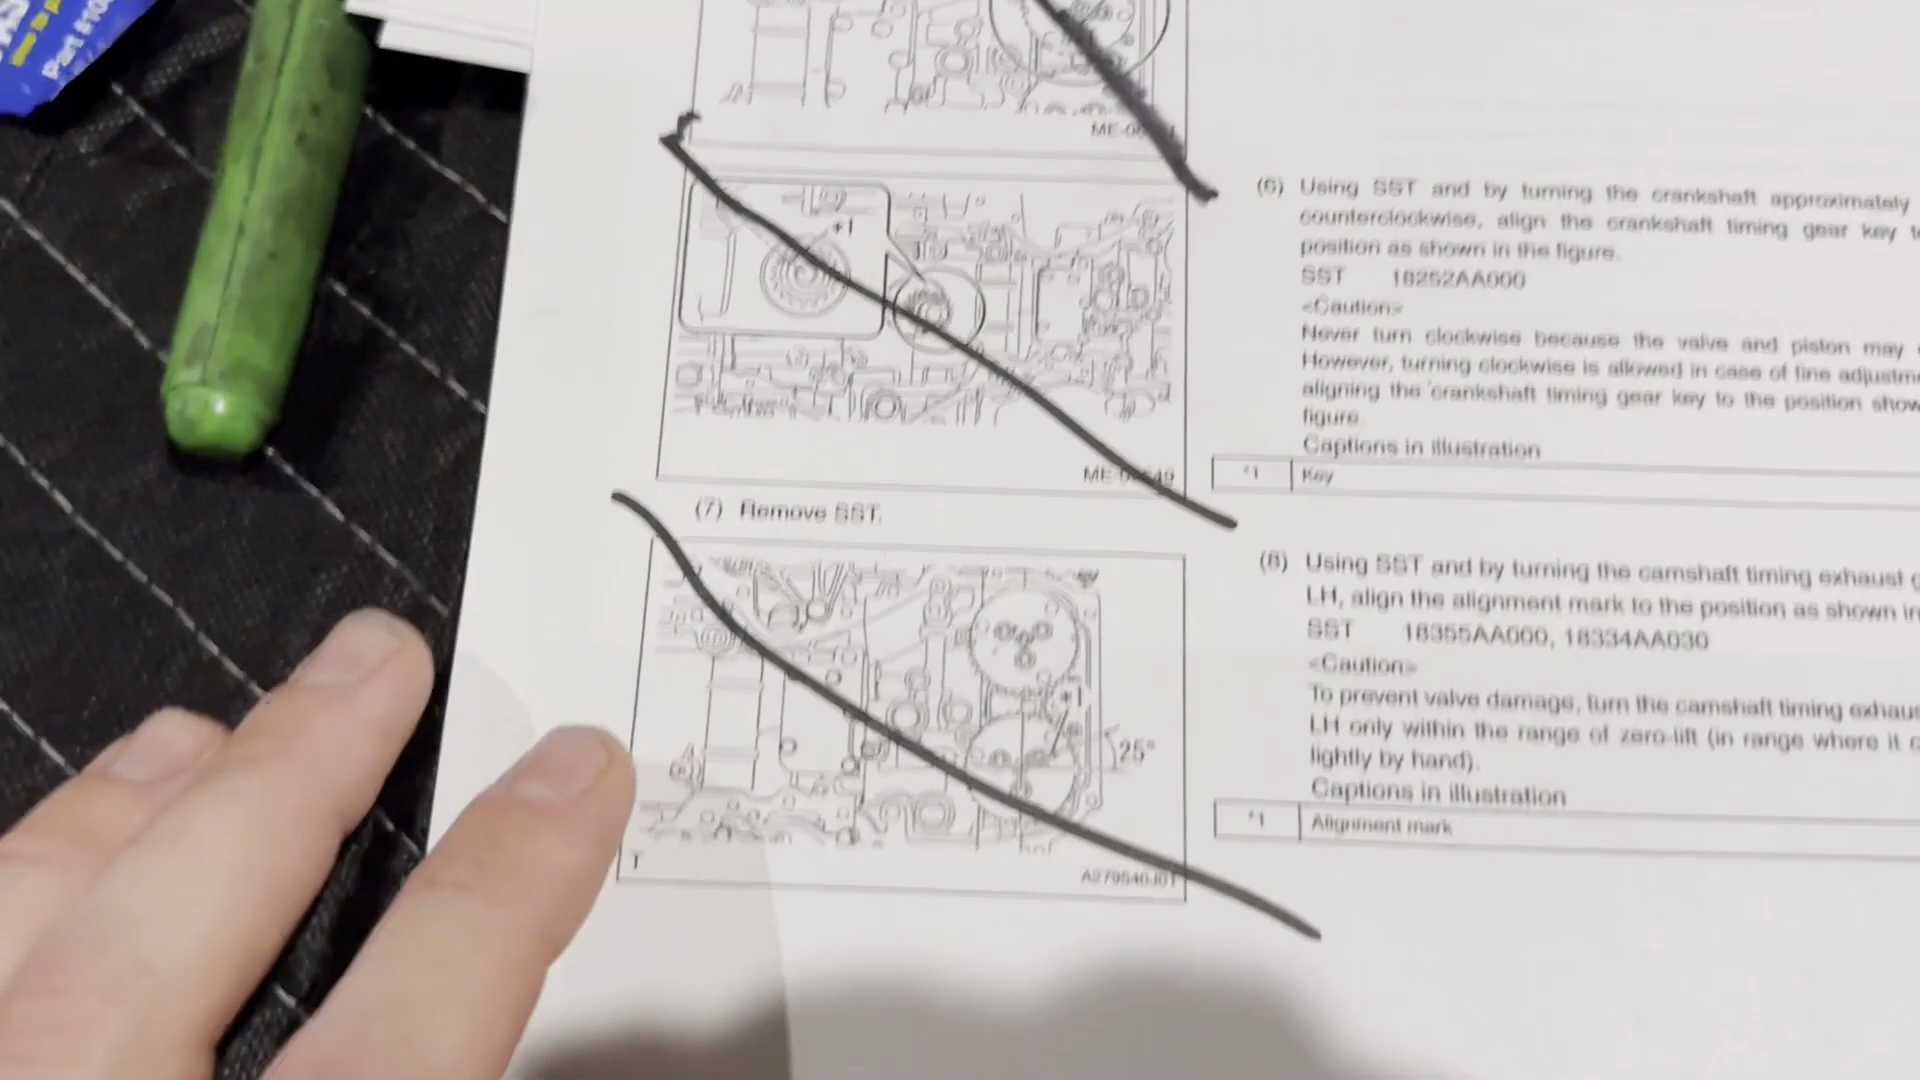 Part #10
(6) Using SST and by turning the crankshaft approximately
counterclockwise, align the crankshaft timing gear key
position as shown in the figure.
SST 18252AA000
<Caution>
Never turn clockwise because the valve and piston may
However, turning clockwise is allowed in case of fine
aligning the crankshaft timing gear key to the position
figure.
Captions in illustration
*1 Key
*1
(7) Remove SST.
(8) Using SST and by turning the camshaft timing exhaust
LH, align the alignment mark to the position as shown in
SST 18355AA000, 18334AA030
<Caution>
To prevent valve damage, turn the camshaft timing
LH only within the range of zero-lift (in range where it
lightly by hand).
Captions in illustration
*1 Alignment mark
*1
25°
T